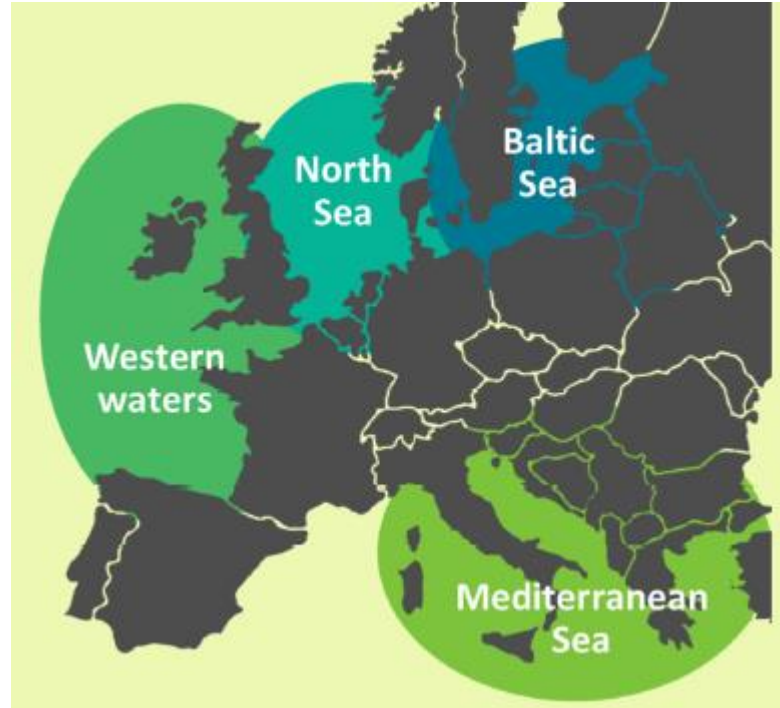 North
Sea
Baltic
Sea
Western
waters
Mediterranean
Sea